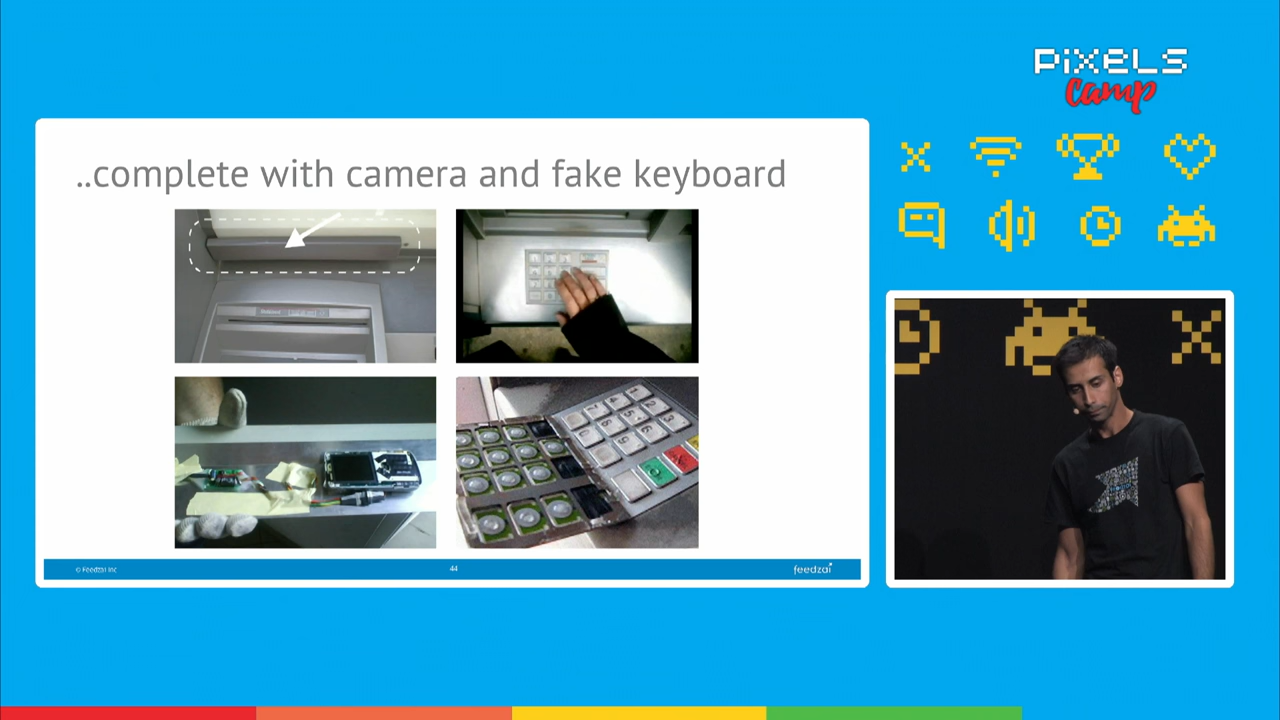 PiXELS
camp
..complete with camera and fake keyboard
© Feedzai Inc
44
feedzai